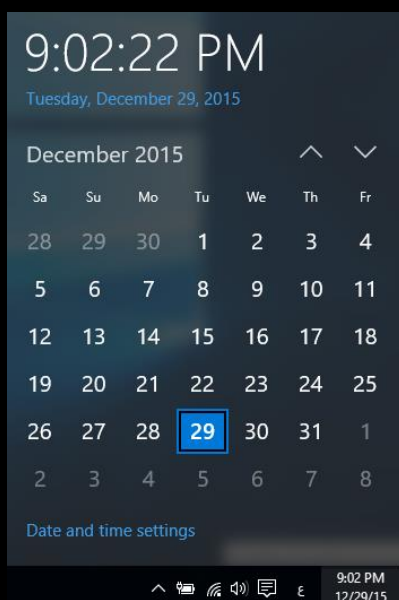 9:02:22 PM
Tuesday, December 29, 2015
December 2015
Sa Su Mo Tu We Th Fr
28 29 30 1 2 3 4
5 6 7 8 9 10 11
12 13 14 15 16 17 18
19 20 21 22 23 24 25
26 27 28 29 30 31 1
2 3 4 5 6 7 8
Date and time settings
ع 9:02 PM
12/29/15